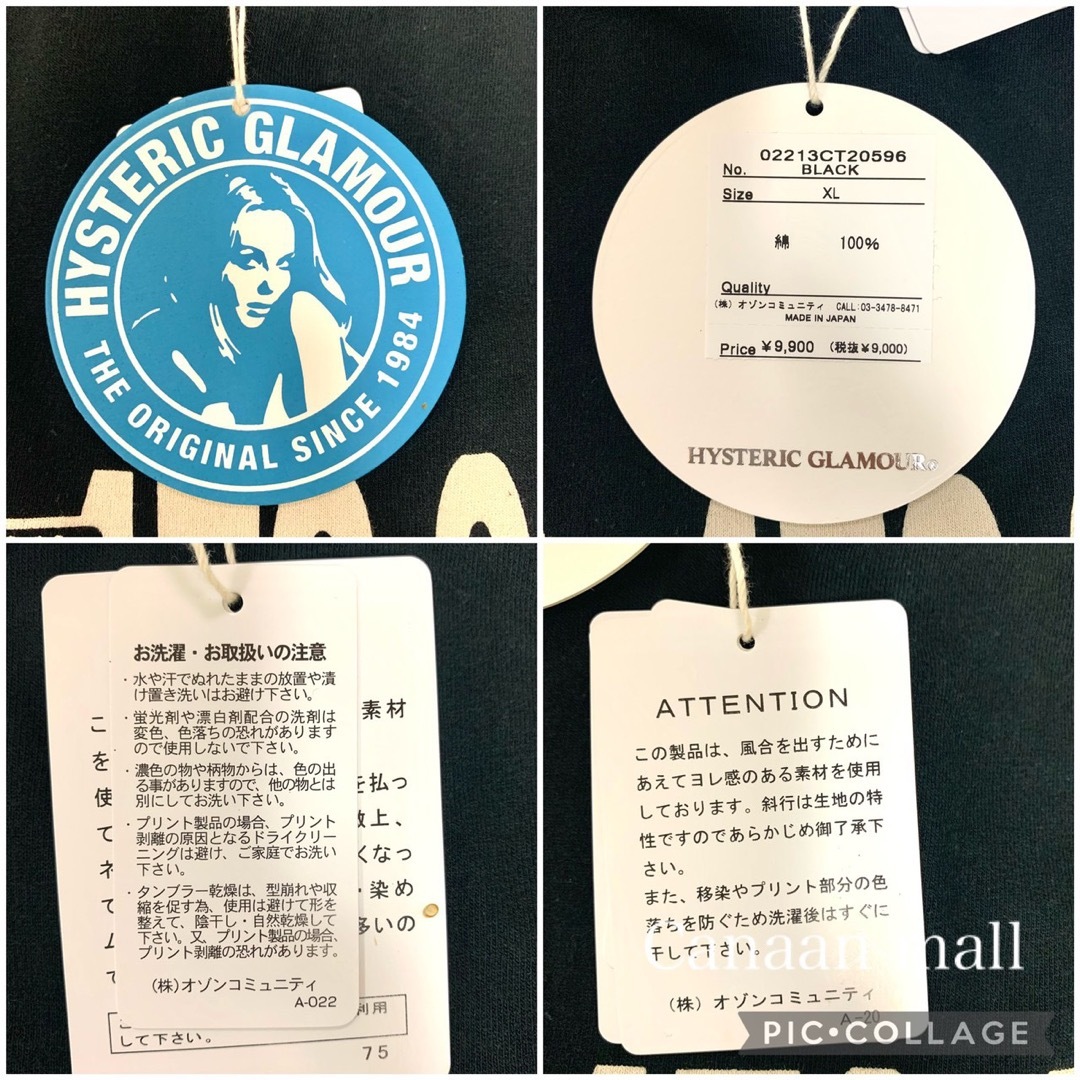 HYSTERIC GLAMOUR
THE ORIGINAL SINCE 1984
02213CT20596
No. BLACK
Size XL
綿 100%
Quality
(株) オゾンコミュニティ CALL:03-3478-8471
MADE IN JAPAN
Price ¥9,900 (税抜¥9,000)
HYSTERIC GLAMOUR
お洗濯・お取扱いの注意
・水や汗でぬれたままの放置や漬
け置き洗いはお避け下さい。
・蛍光剤や漂白剤配合の洗剤は
変色、色落ちの恐れがあります
ので使用しないで下さい。
・濃色の物や柄物からは、色の出
る事がありますので、他の物とは
別にしてお洗い下さい。
・プリント製品の場合、プリント
剥離の原因となるドライクリー
ニングは避け、ご家庭でお洗い
下さい。
・タンブラー乾燥は、型崩れや収
縮を促す為、使用は避けて形を
整えて、陰干し・自然乾燥して
下さい。又、プリント製品の場合、
プリント剥離の恐れがあります。
(株)オゾンコミュニティ
A-022
こ 素材
を
使 を払っ
て 上、
ネ くなっ
て ・染め
ム 多いの
で
利用
して下さい。
75
ATTENTION
この製品は、風合を出すために
あえてヨレ感のある素材を使用
しております。斜行は生地の特
性ですのであらかじめ御了承下
さい。
また、移染やプリント部分の色
落ちを防ぐため洗濯後はすぐに
干して下さい。
Canaan mall
(株) オゾンコミュニティ
A-20
PIC•COLLAGE